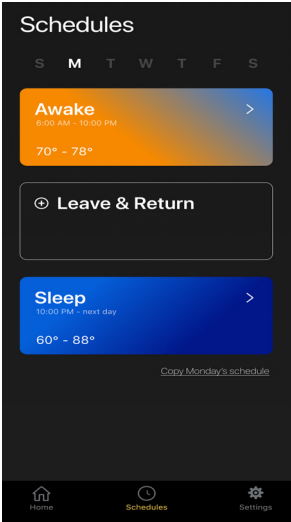 Schedules
S M T W T F S
Awake
6:00 AM - 10:00 PM
70° - 78°
Leave & Return
Sleep
10:00 PM - next day
60° - 88°
Copy Monday's schedule
Home Schedules Settings